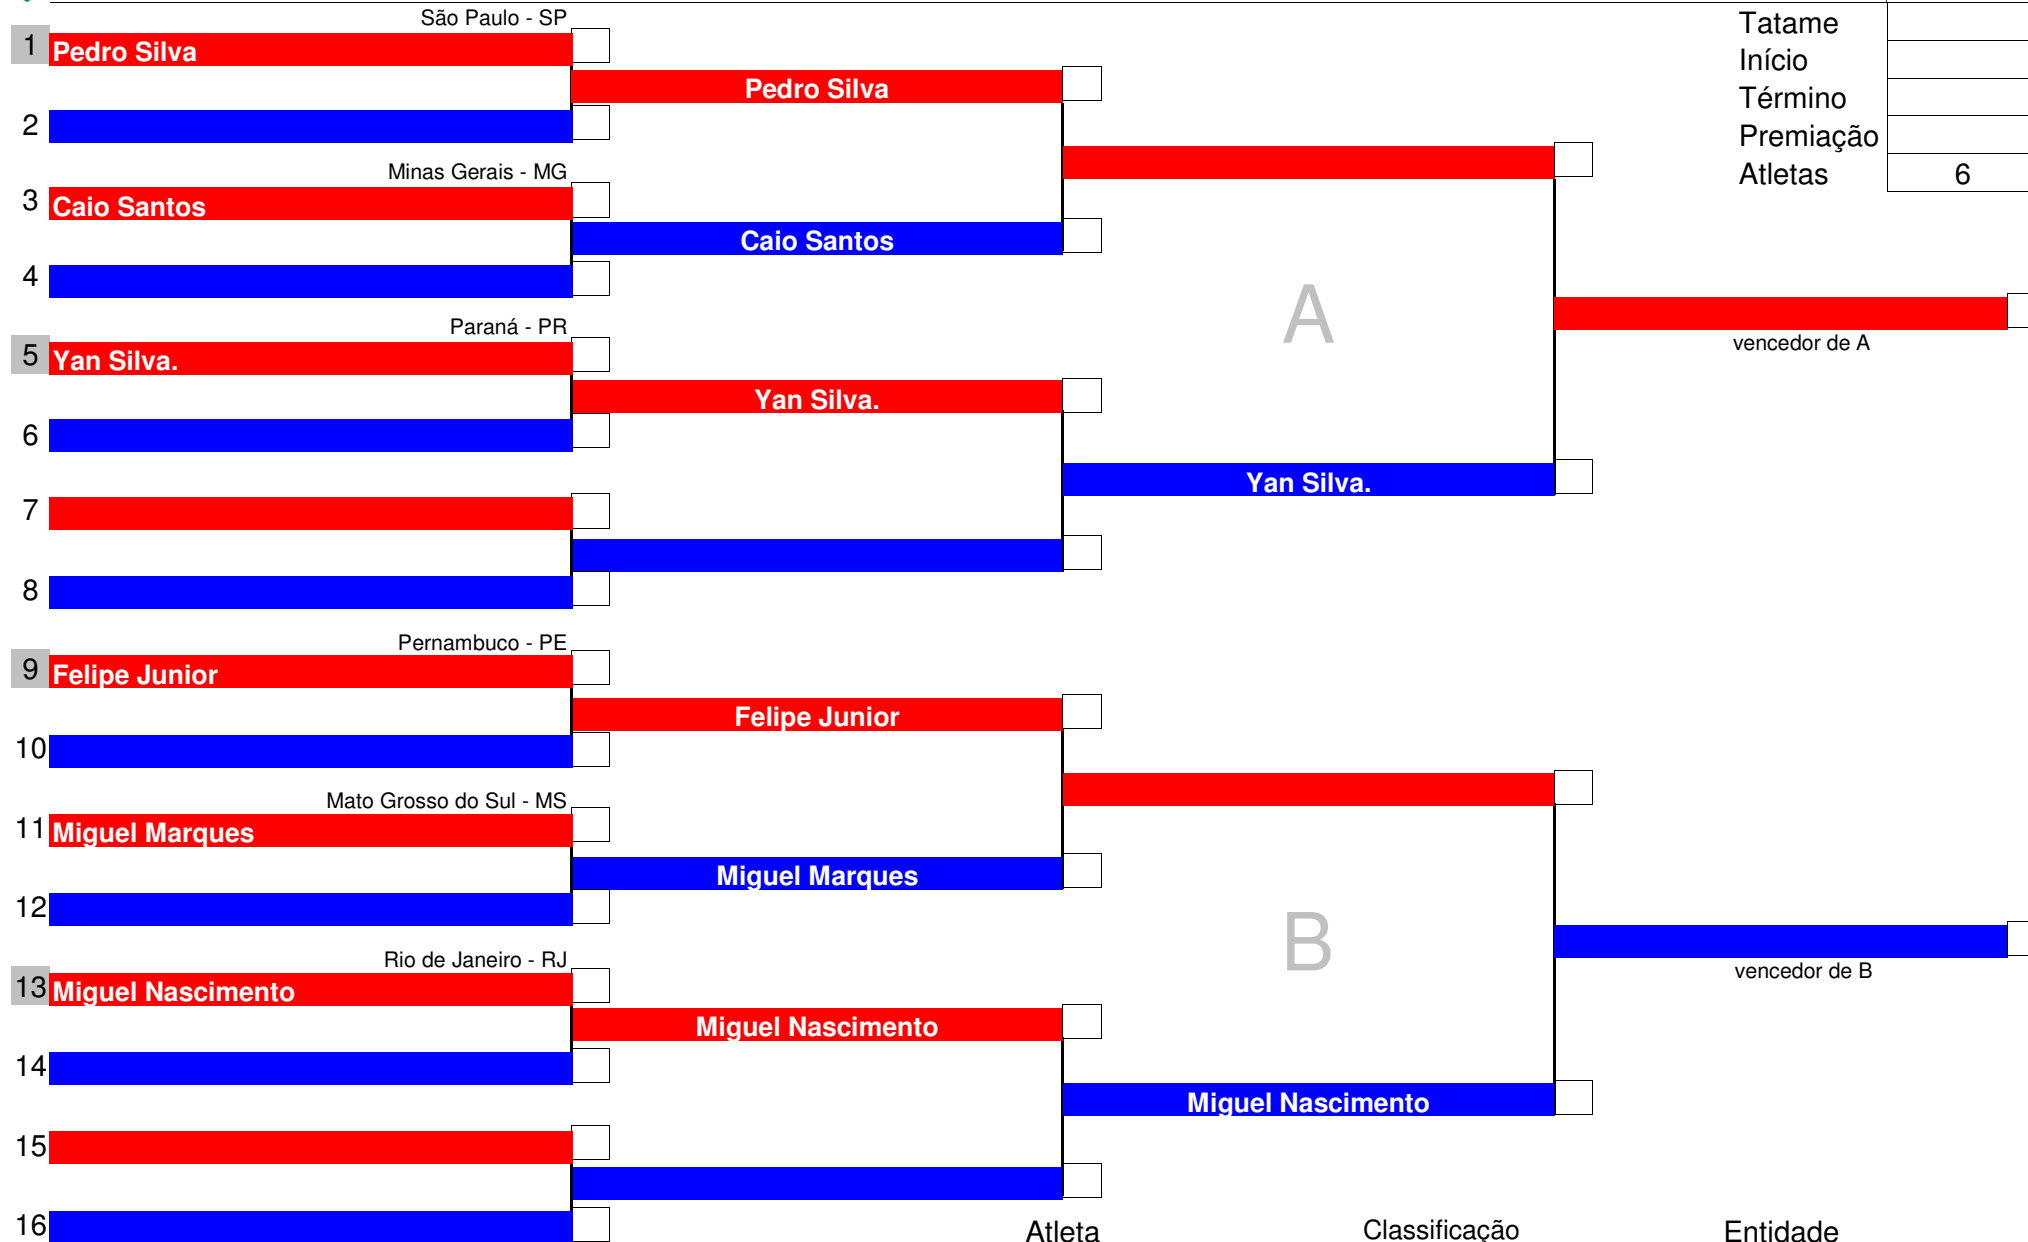 São Paulo - SP
1 Pedro Silva
Pedro Silva
2
Minas Gerais - MG
3 Caio Santos
Caio Santos
4
Paraná - PR
5 Yan Silva.
Yan Silva.
6
Yan Silva.
7
8
A
vencedor de A
Pernambuco - PE
9 Felipe Junior
Felipe Junior
10
Mato Grosso do Sul - MS
11 Miguel Marques
Miguel Marques
12
Rio de Janeiro - RJ
13 Miguel Nascimento
Miguel Nascimento
14
Miguel Nascimento
15
16
B
vencedor de B
Tatame
Início
Término
Premiação
Atletas 6
Atleta Classificação Entidade